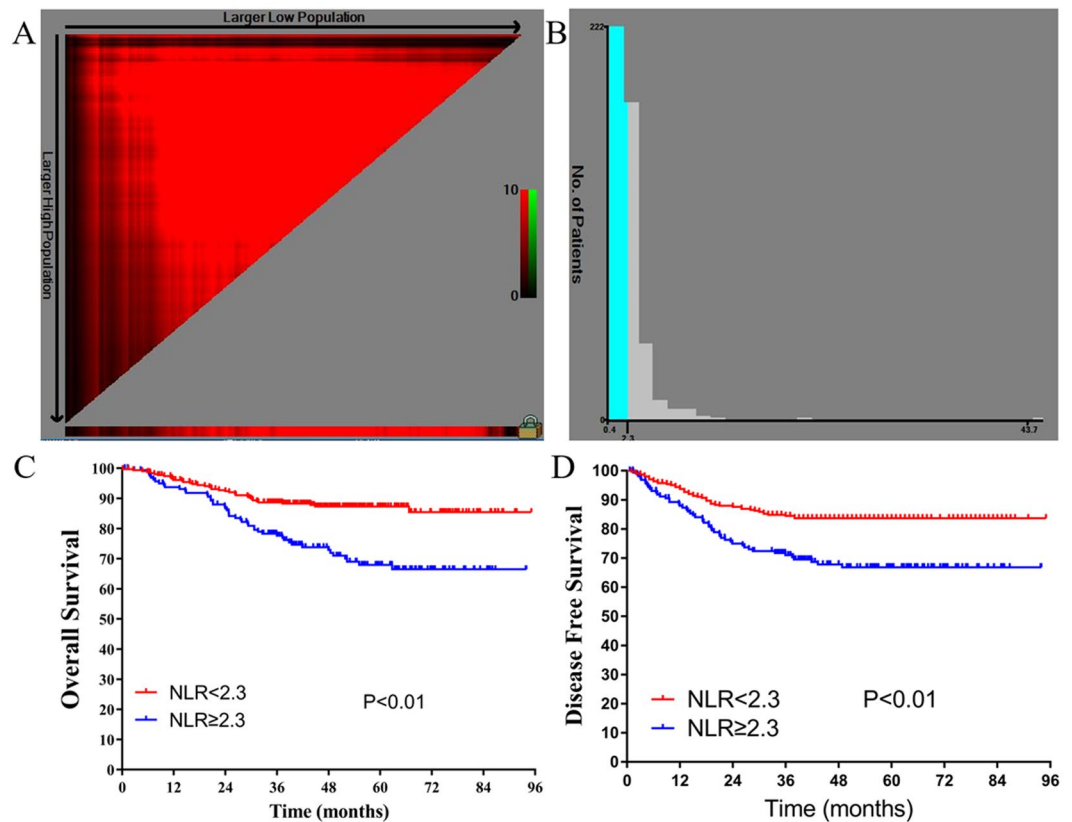 A
Larger Low Population
Larger High Population
10
0
B
222
No. of Patients
0
0.4
2.3
43.7
C
100
90
80
70
60
50
40
30
20
10
0
Overall Survival
NLR<2.3
NLR≥2.3
P<0.01
0 12 24 36 48 60 72 84 96
Time (months)
D
100
90
80
70
60
50
40
30
20
10
0
Disease Free Survival
NLR<2.3
NLR≥2.3
P<0.01
0 12 24 36 48 60 72 84 96
Time (months)